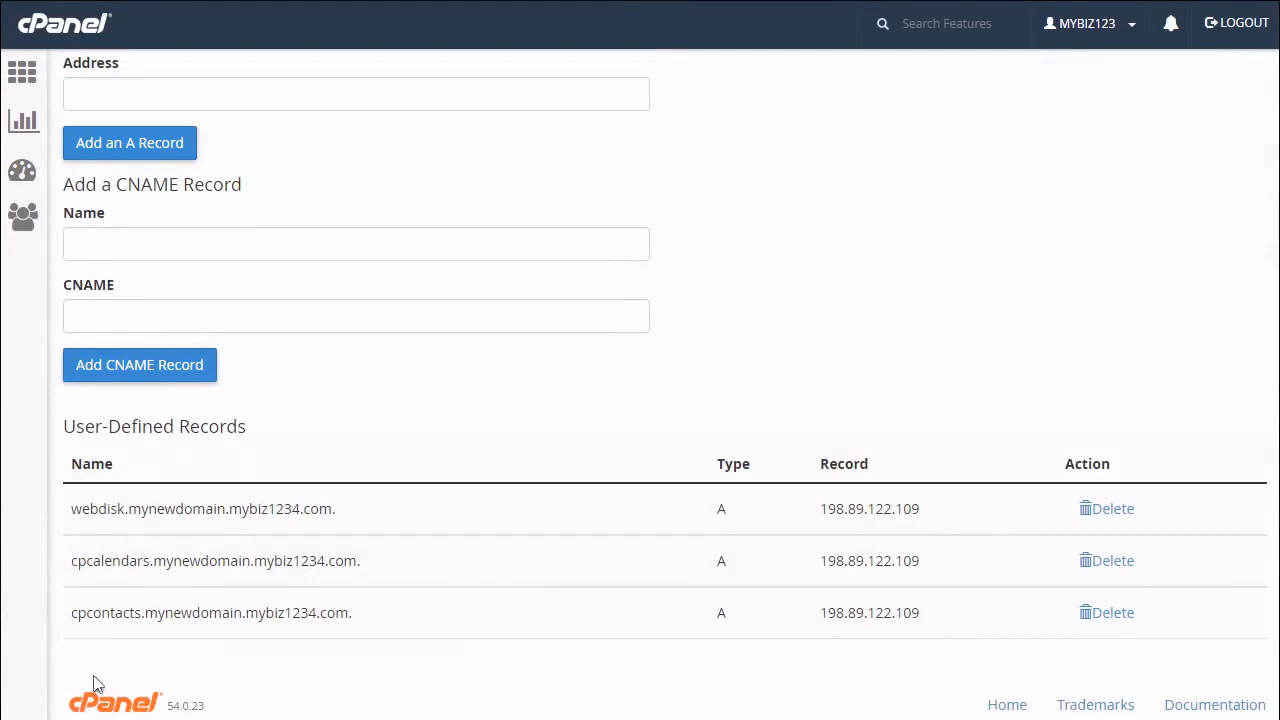 cPanel
Search Features
MYBIZ123
LOGOUT
Address
Add an A Record
Add a CNAME Record
Name
CNAME
Add CNAME Record
User-Defined Records
Name Type Record Action
webdisk.mynewdomain.mybiz1234.com. A 198.89.122.109 Delete
cpcalendars.mynewdomain.mybiz1234.com. A 198.89.122.109 Delete
cpcontacts.mynewdomain.mybiz1234.com. A 198.89.122.109 Delete
cPanel 54.0.23 Home Trademarks Documentation